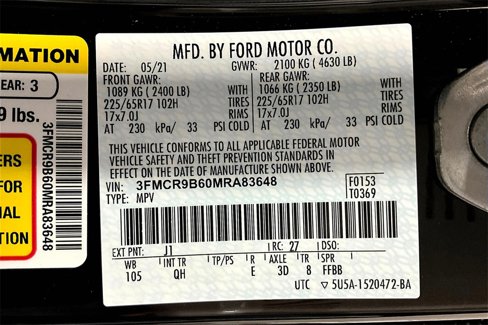 MATION
EAR: 3
9 lbs.
ERS
FOR
IAL
TION
3FMCR9B60MRA83648
MFD. BY FORD MOTOR CO.
DATE: 05/21 GVWR: 2100 KG ( 4630 LB)
FRONT GAWR: REAR GAWR:
1089 KG ( 2400 LB) WITH 1066 KG ( 2350 LB) WITH
225/65R17 102H TIRES 225/65R17 102H TIRES
17x7.0J RIMS 17x7.0J RIMS
AT 230 kPa/ 33 PSI COLD AT 230 kPa/ 33 PSI COLD
THIS VEHICLE CONFORMS TO ALL APPLICABLE FEDERAL MOTOR
VEHICLE SAFETY AND THEFT PREVENTION STANDARDS IN
EFFECT ON THE DATE OF MANUFACTURE SHOWN ABOVE.
VIN: 3FMCR9B60MRA83648 F0153
TYPE: MPV T0369
EXT PNT: J1 RC: 27 DSO:
WB INT TR TP/PS R AXLE TR SPR
105 QH E 3D 8 FFBB
UTC 5U5A-1520472-BA